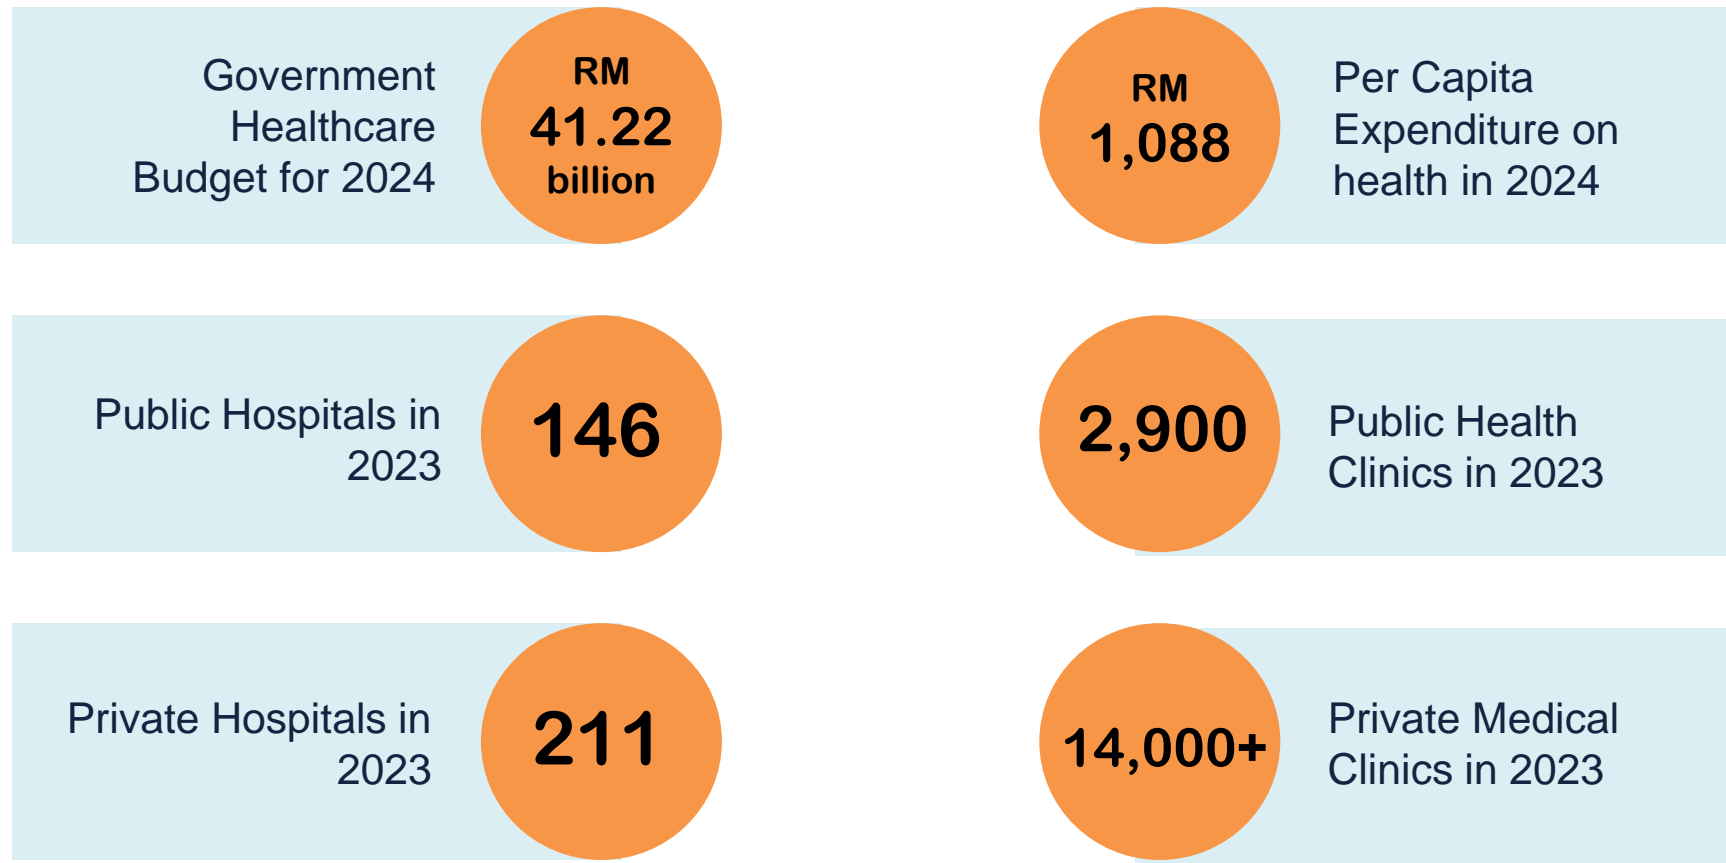 Government
Healthcare
Budget for 2024
RM
41.22
billion
RM
1,088
Per Capita
Expenditure on
health in 2024
Public Hospitals in
2023
146
2,900
Public Health
Clinics in 2023
Private Hospitals in
2023
211
14,000+
Private Medical
Clinics in 2023